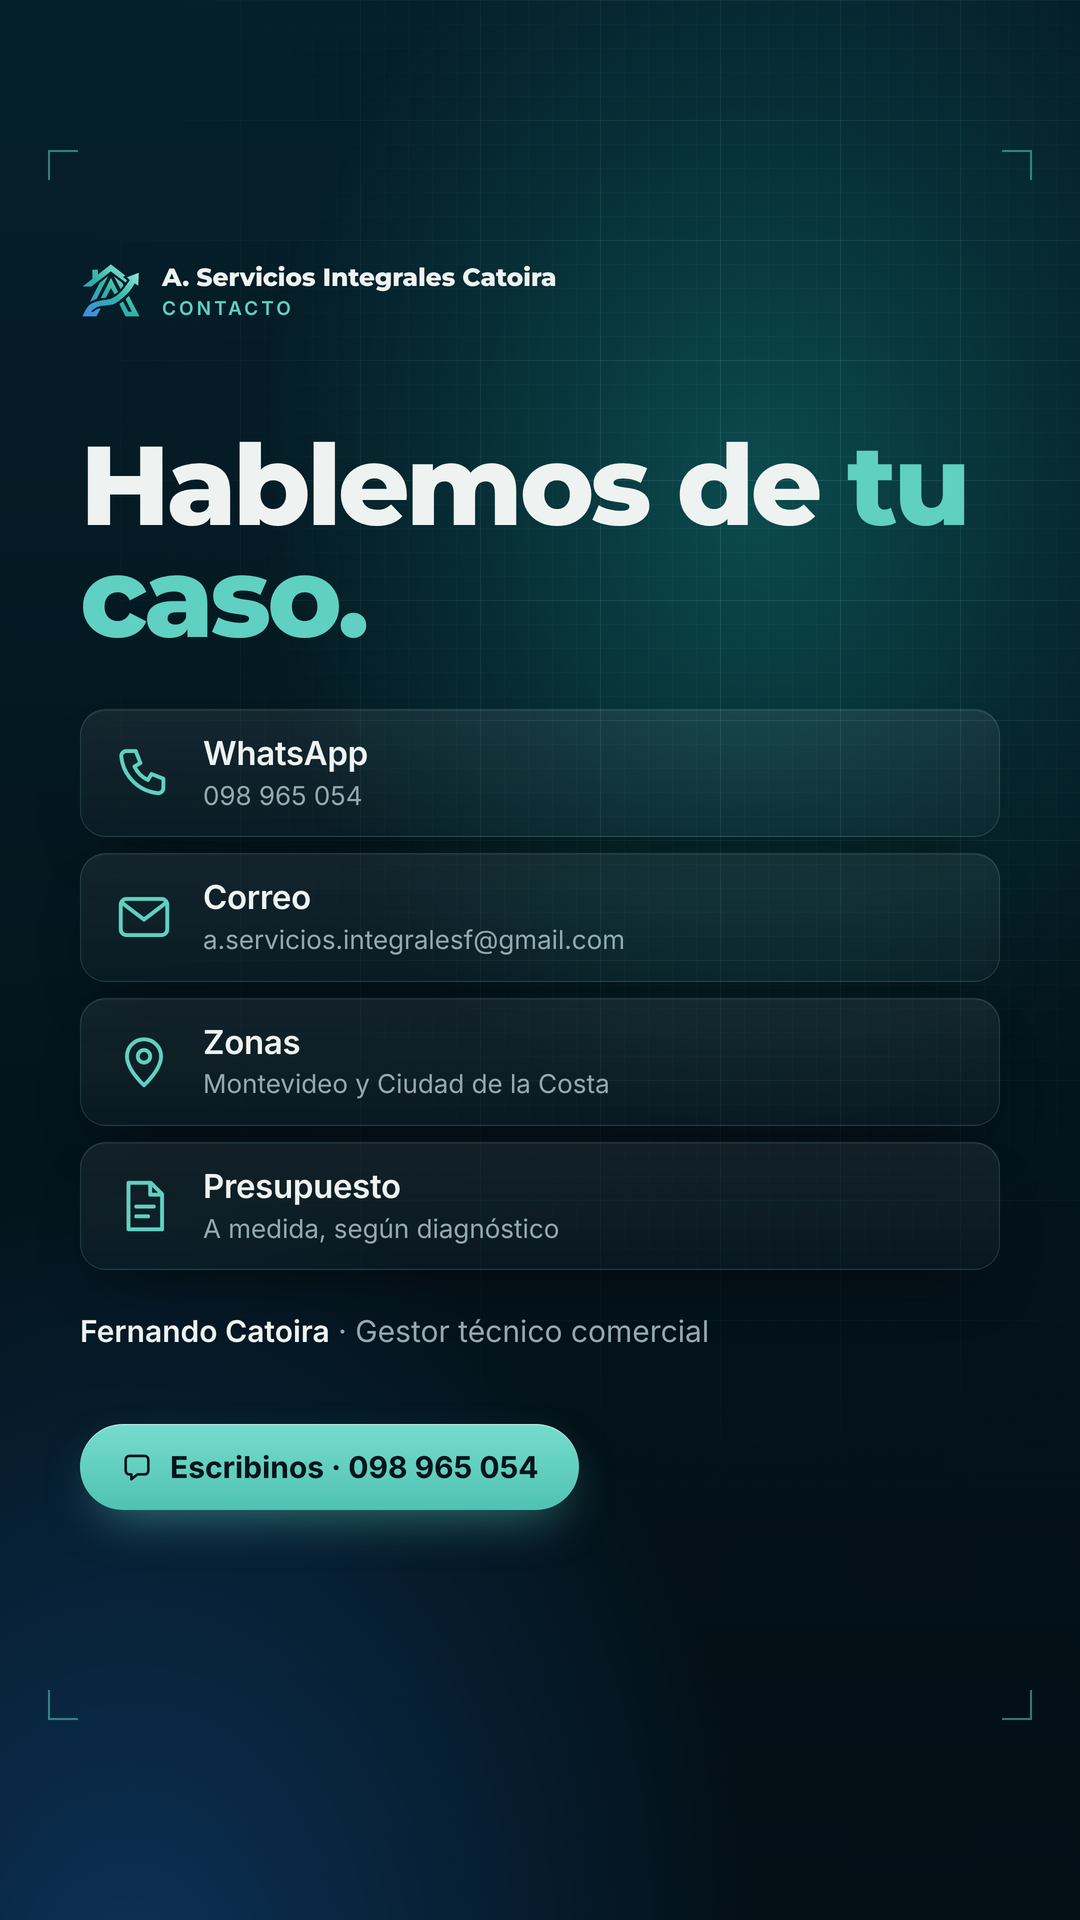 A. Servicios Integrales Catoira
CONTACTO
Hablemos de tu
caso.
WhatsApp
098 965 054
Correo
a.servicios.integralesf@gmail.com
Zonas
Montevideo y Ciudad de la Costa
Presupuesto
A medida, según diagnóstico
Fernando Catoira · Gestor técnico comercial
Escribinos · 098 965 054